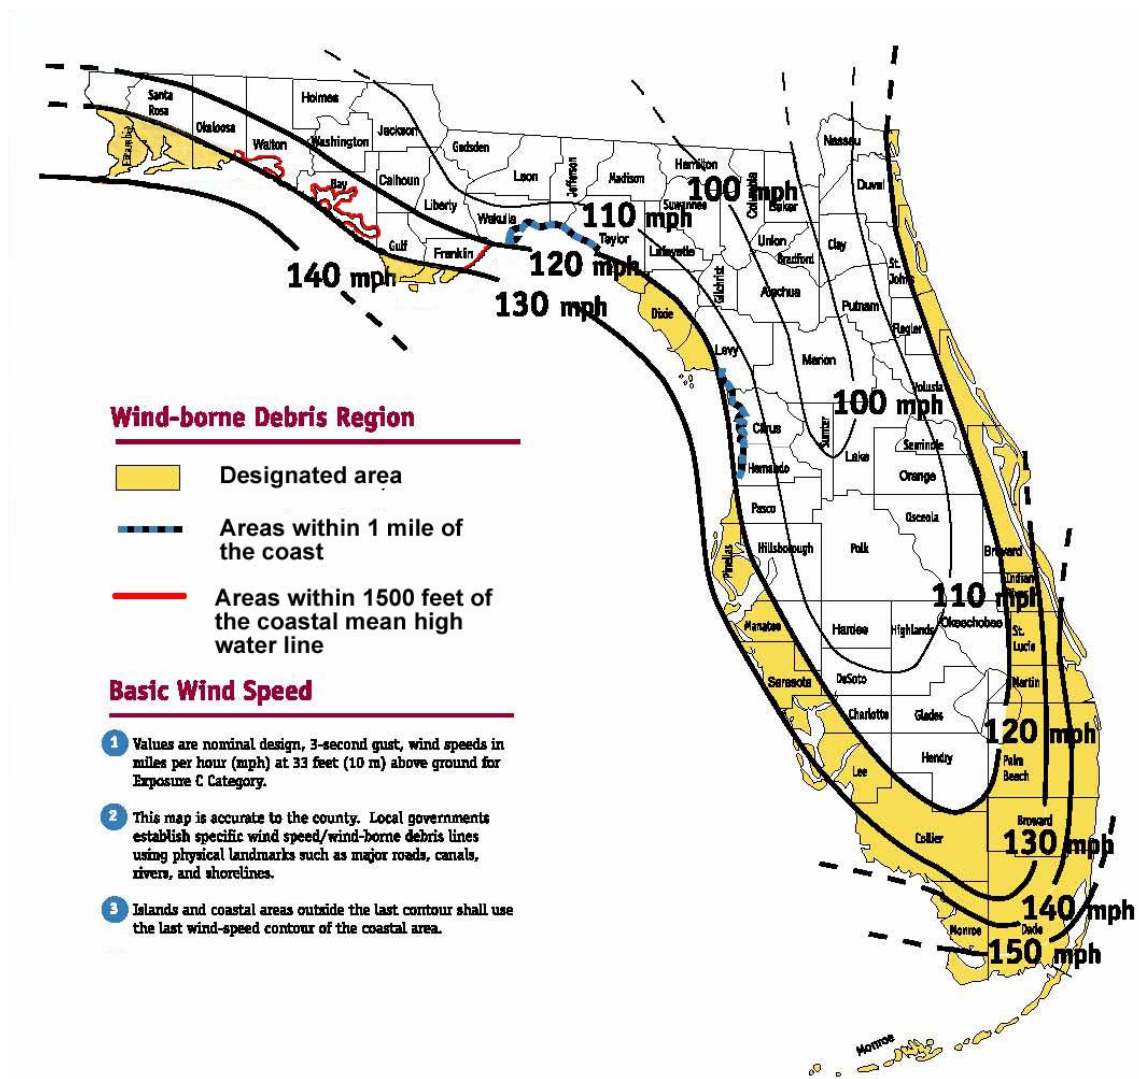 Santa
Rosa
Holmes
Okaloosa
Walton
Washington
Jackson
Escambia
Gadsden
Nassau
Bay
Calhoun
Leon
Jefferson
Madison
Hamilton
Duval
Liberty
Wakulla
Suwannee
Columbia
Baker
100 mph
110 mph
Gulf
Frankin
Taylor
Lafayette
Union
Bradford
Clay
St.
Johns
140 mph
120 mph
Gilchrist
Alachua
Putnam
130 mph
Dixie
Flagler
Levy
Marion
Volusia
100 mph
Citrus
Sumter
Lake
Seminole
Hernando
Orange
Pasco
Osceola
Pinellas
Hillsborough
Polk
Brevard
Indian
110 mph
Manatee
Hardee
Highlands
Okeechobee
St.
Lucie
Sarasota
DeSoto
Martin
Charlotte
Glades
120 mph
Lee
Hendry
Palm
Beach
Collier
Broward
130 mph
140 mph
Monroe
Dade
150 mph
Monroe
Wind-borne Debris Region
Designated area
Areas within 1 mile of
the coast
Areas within 1500 feet of
the coastal mean high
water line
Basic Wind Speed
1 Values are nominal design, 3-second gust, wind speeds in
miles per hour (mph) at 33 feet (10 m) above ground for
Exposure C Category.
2 This map is accurate to the county. Local governments
establish specific wind speed/wind-borne debris lines
using physical landmarks such as major roads, canals,
rivers, and shorelines.
3 Islands and coastal areas outside the last contour shall use
the last wind-speed contour of the coastal area.